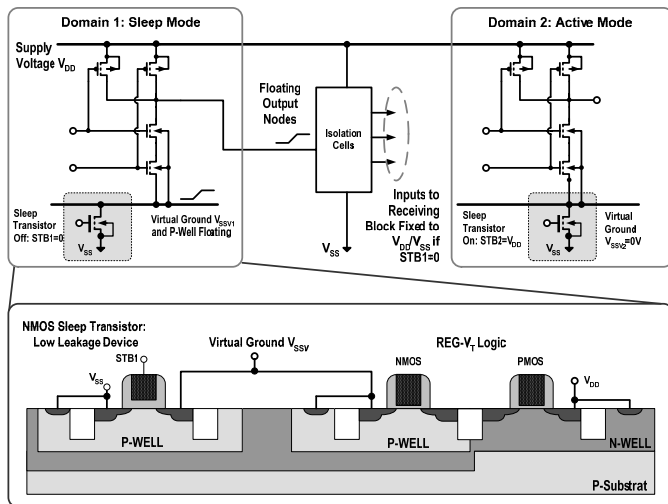 Domain 1: Sleep Mode
Supply
Voltage VDD
Sleep
Transistor
Off: STB1=0
VSS
Virtual Ground VSSV1
and P-Well Floating
Floating
Output
Nodes
Isolation
Cells
VSS
Inputs to
Receiving
Block Fixed to
VDD/VSS if
STB1=0
Domain 2: Active Mode
Sleep
Transistor
On: STB2=VDD
VSS
Virtual
Ground
VSSV2=0V
NMOS Sleep Transistor:
Low Leakage Device
STB1
VSS
Virtual Ground VSSV
REG-VT Logic
NMOS
PMOS
VDD
P-WELL
P-WELL
N-WELL
P-Substrat